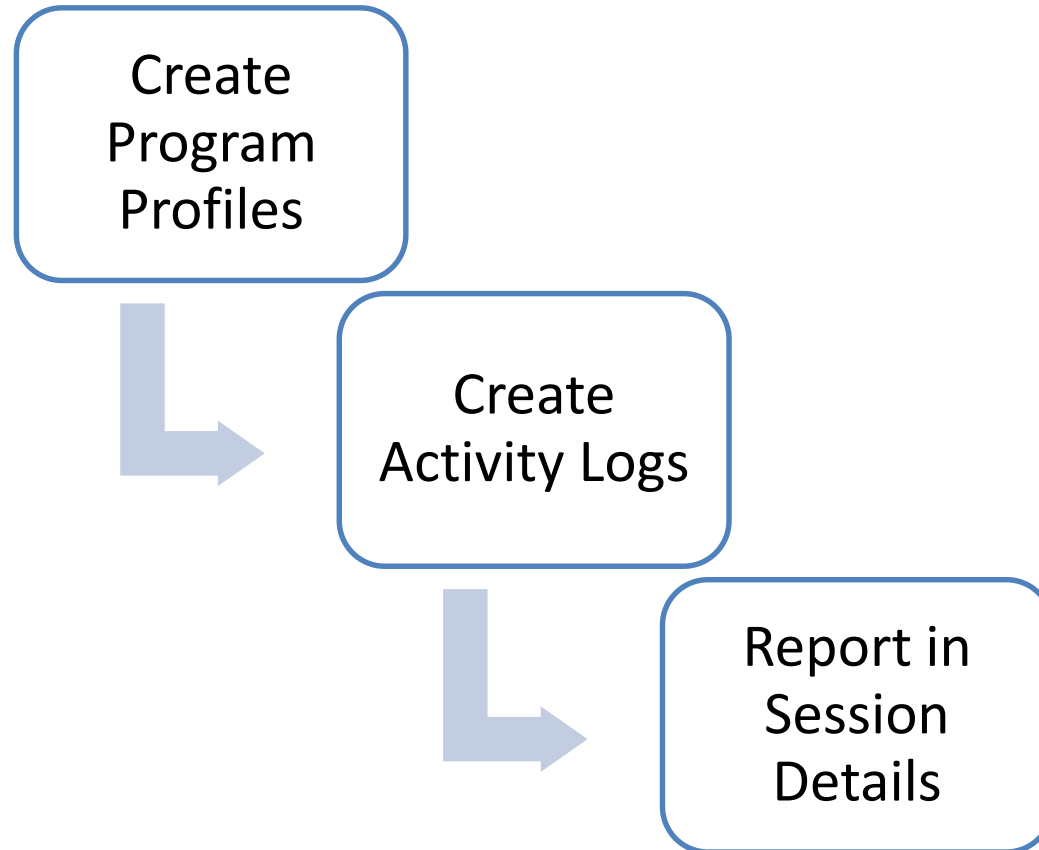 Create
Program
Profiles
Create
Activity Logs
Report in
Session
Details